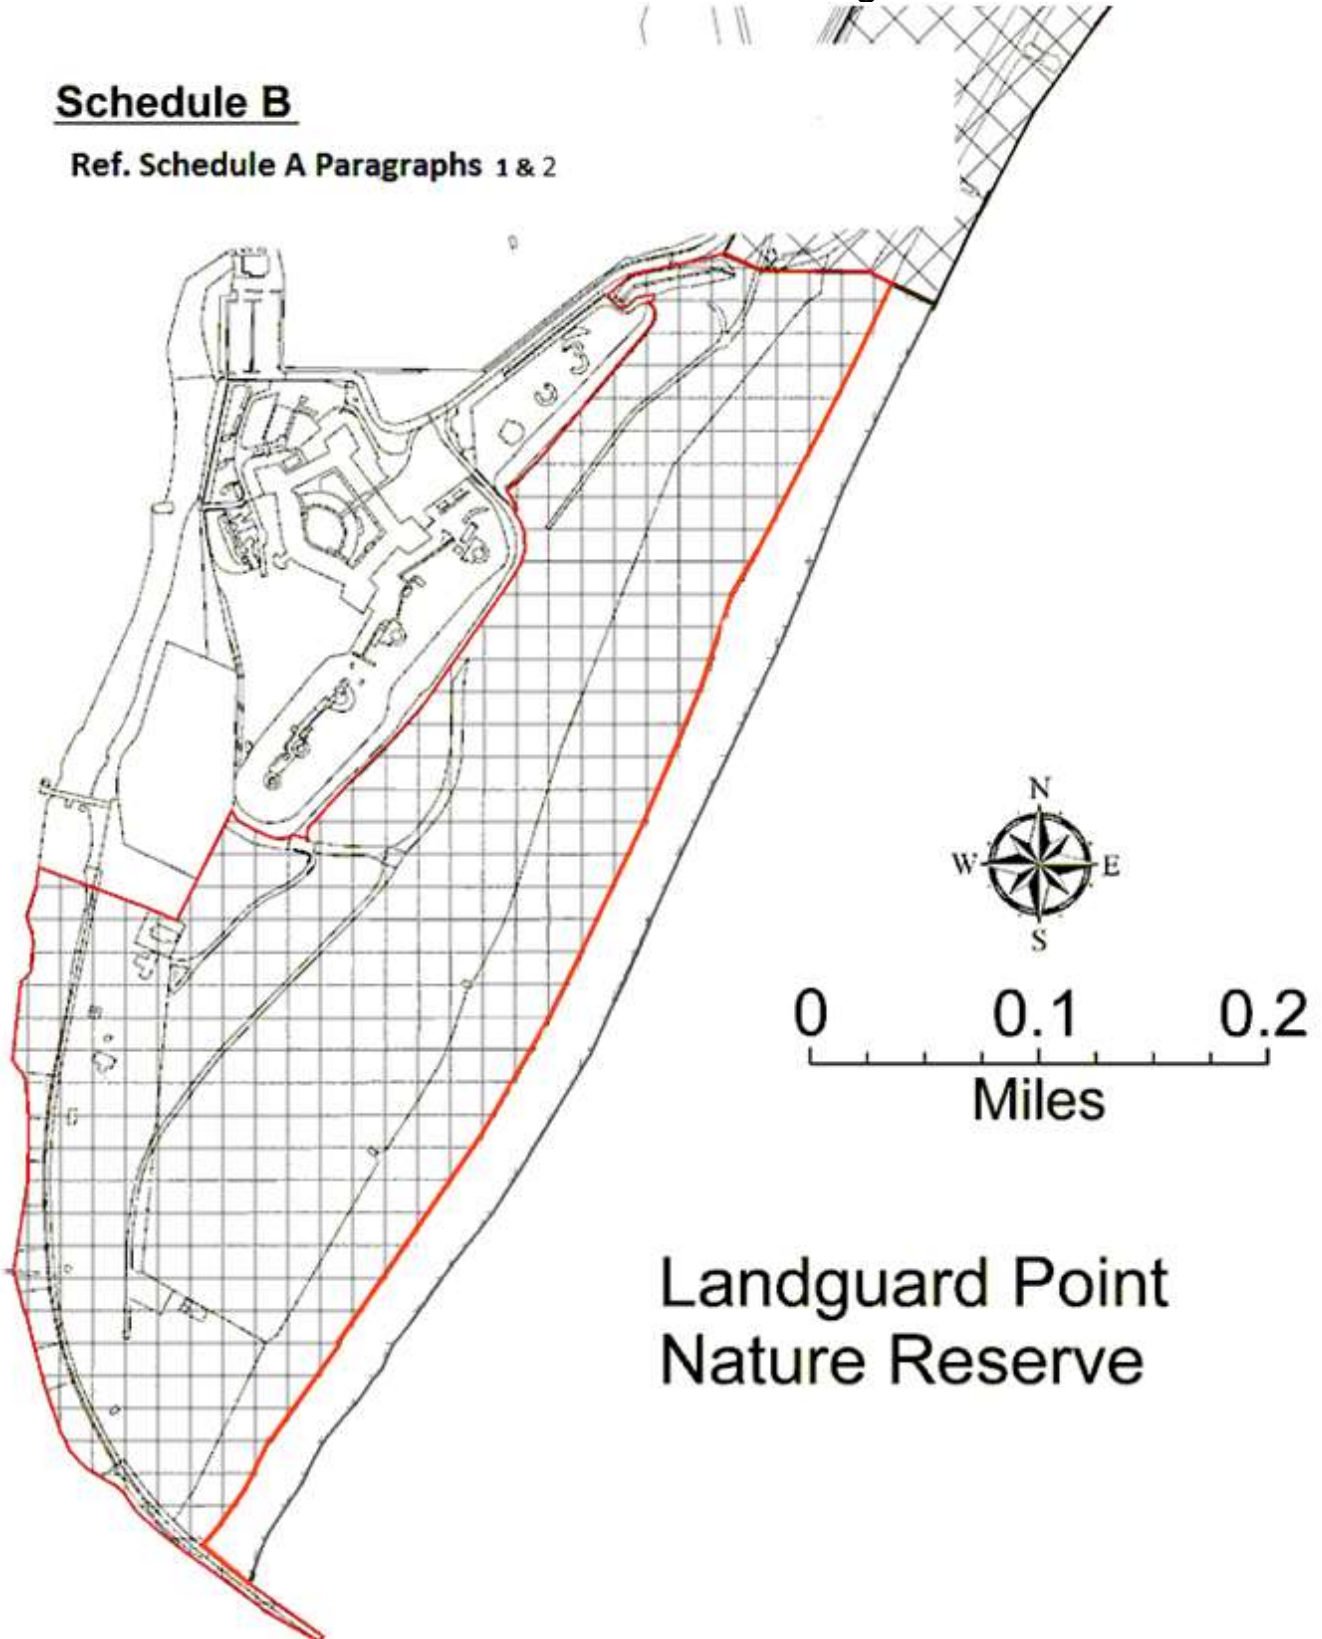 Schedule B
Ref. Schedule A Paragraphs 1 & 2
N
W E
S
0 0.1 0.2
Miles
Landguard Point
Nature Reserve